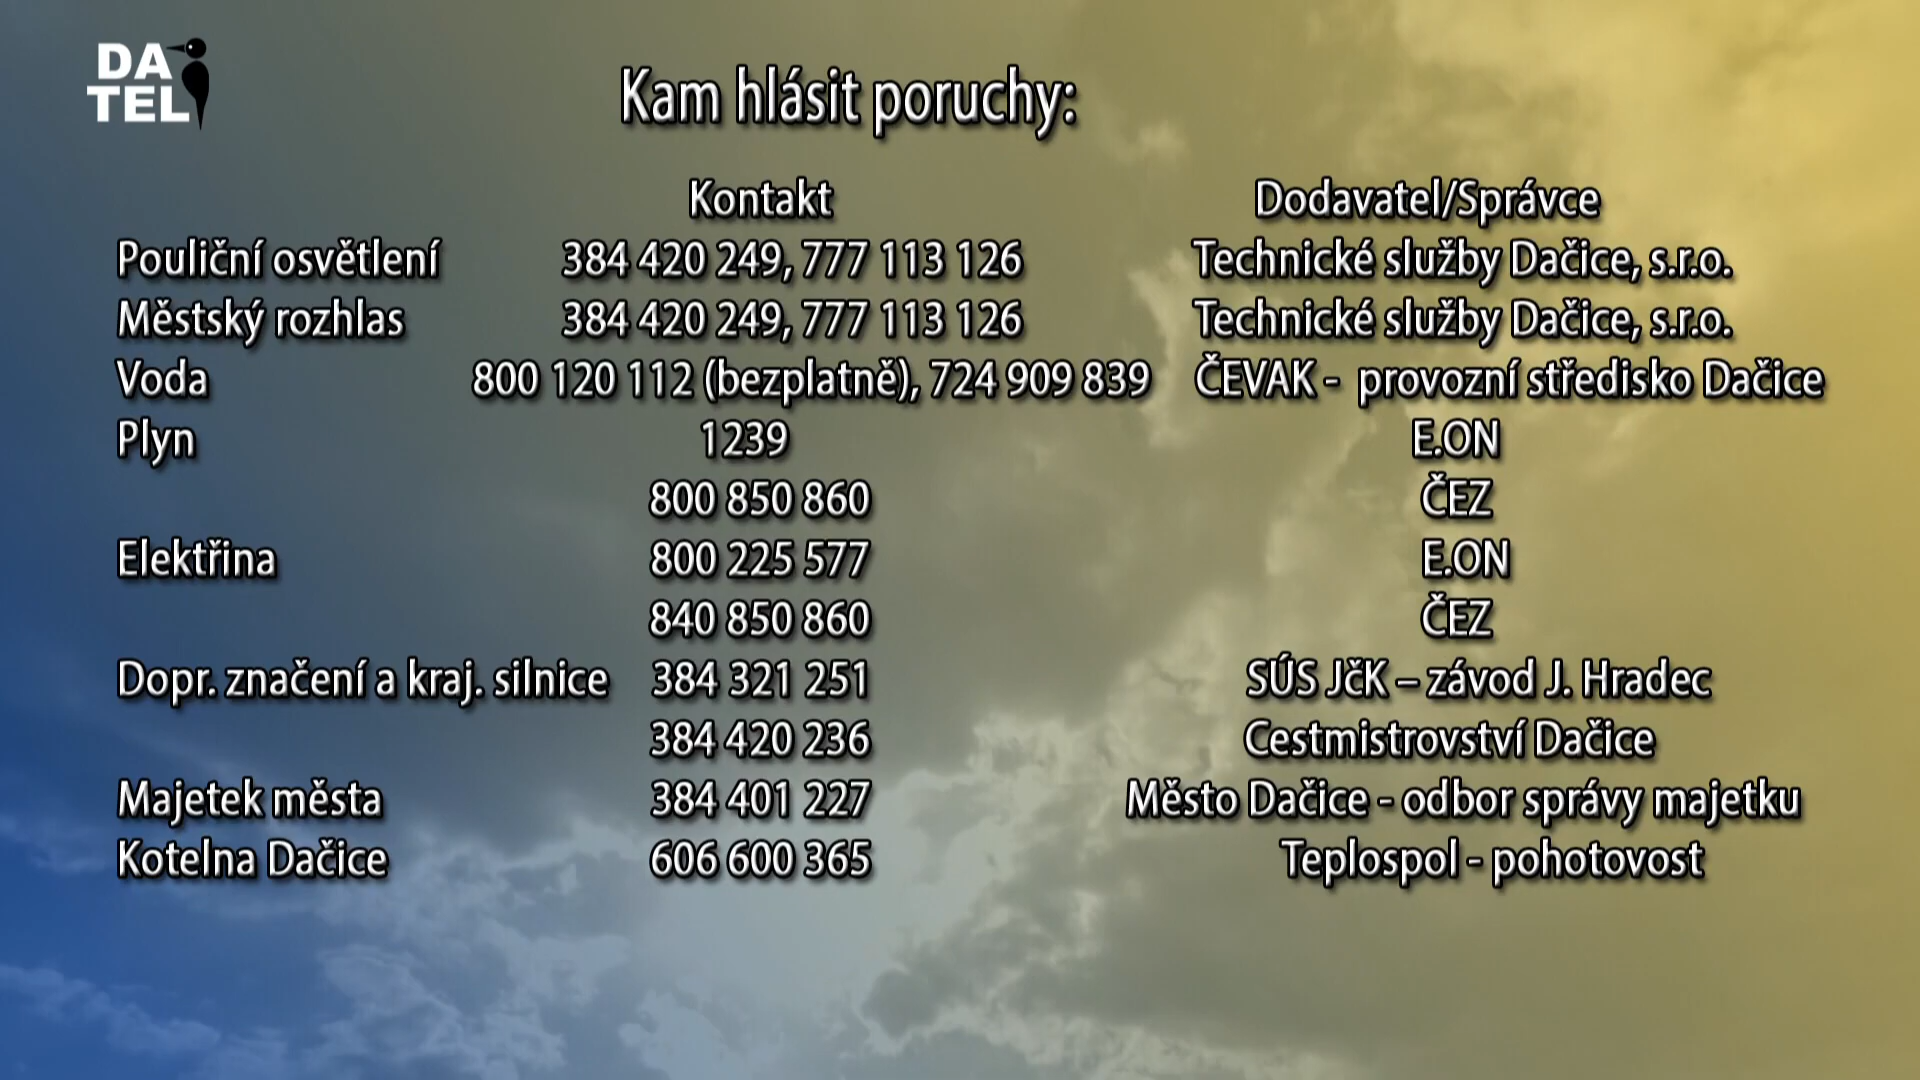 DA
TEL
Kam hlásit poruchy:
Kontakt Dodavatel/Správce
Pouliční osvětlení 384 420 249, 777 113 126 Technické služby Dačice, s.r.o.
Městský rozhlas 384 420 249, 777 113 126 Technické služby Dačice, s.r.o.
Voda 800 120 112 (bezplatně), 724 909 839 ČEVAK - provozní středisko Dačice
Plyn 1239 E.ON
800 850 860 ČEZ
Elektřina 800 225 577 E.ON
840 850 860 ČEZ
Dopr. značení a kraj. silnice 384 321 251 SÚS JčK – závod J. Hradec
384 420 236 Cestmistrovství Dačice
Majetek města 384 401 227 Město Dačice - odbor správy majetku
Kotelna Dačice 606 600 365 Teplospol - pohotovost